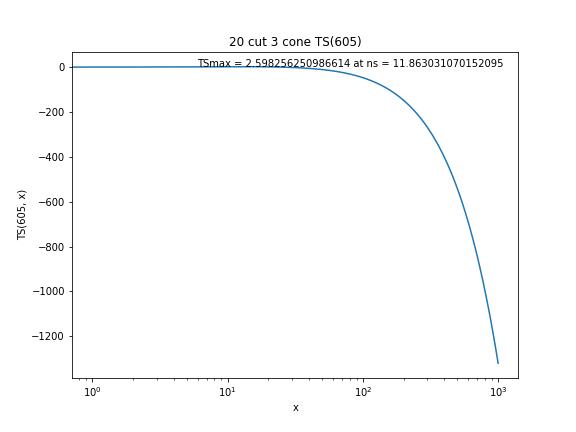 20 cut 3 cone TS(605)
TSmax = 2.598256250986614 at ns = 11.863031070152095
TS(605, x)
0
−200
−400
−600
−800
−1000
−1200
10⁰
10¹
10²
10³
x